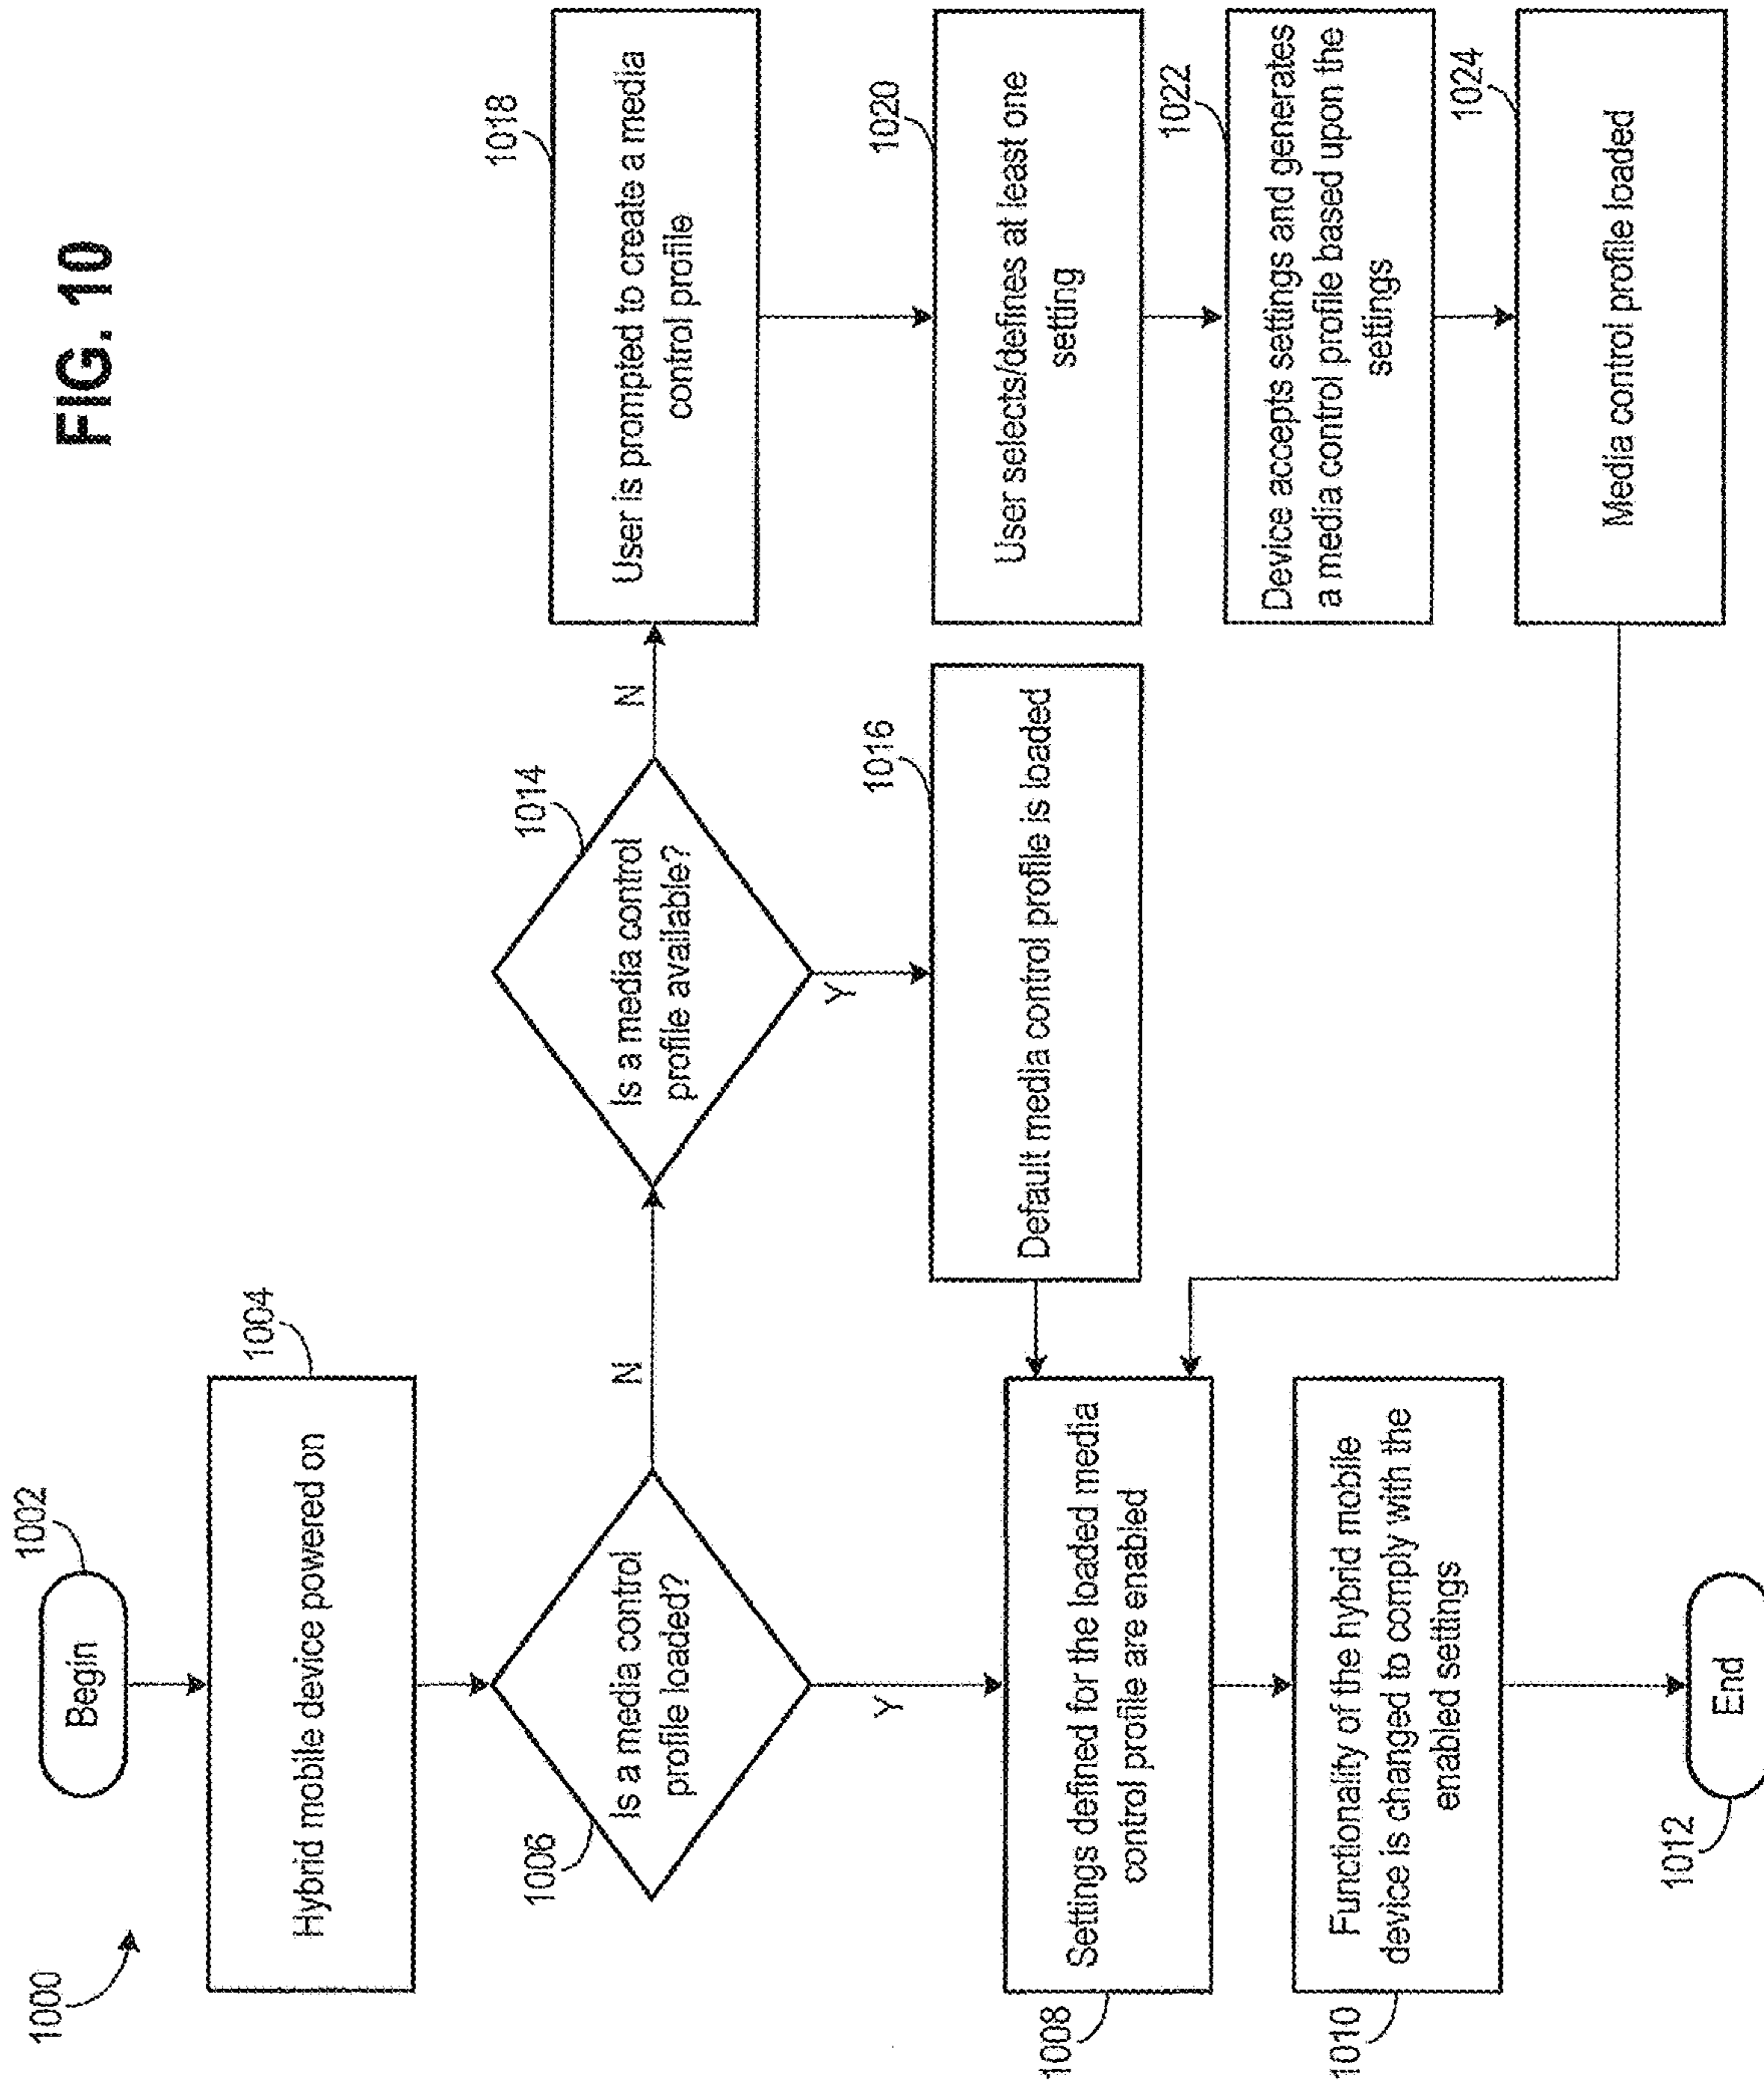 FIG. 10
1000
1002
Begin
1004
Hybrid mobile device powered on
1006
Is a media control
profile loaded?
N
Y
1014
Is a media control
profile available?
N
Y
1018
User is prompted to create a media
control profile
1016
Default media control profile is loaded
1020
User selects/defines at least one
setting
1022
Device accepts settings and generates
a media control profile based upon the
settings
1024
Media control profile loaded
1008
Settings defined for the loaded media
control profile are enabled
1010
Functionality of the hybrid mobile
device is changed to comply with the
enabled settings
1012
End